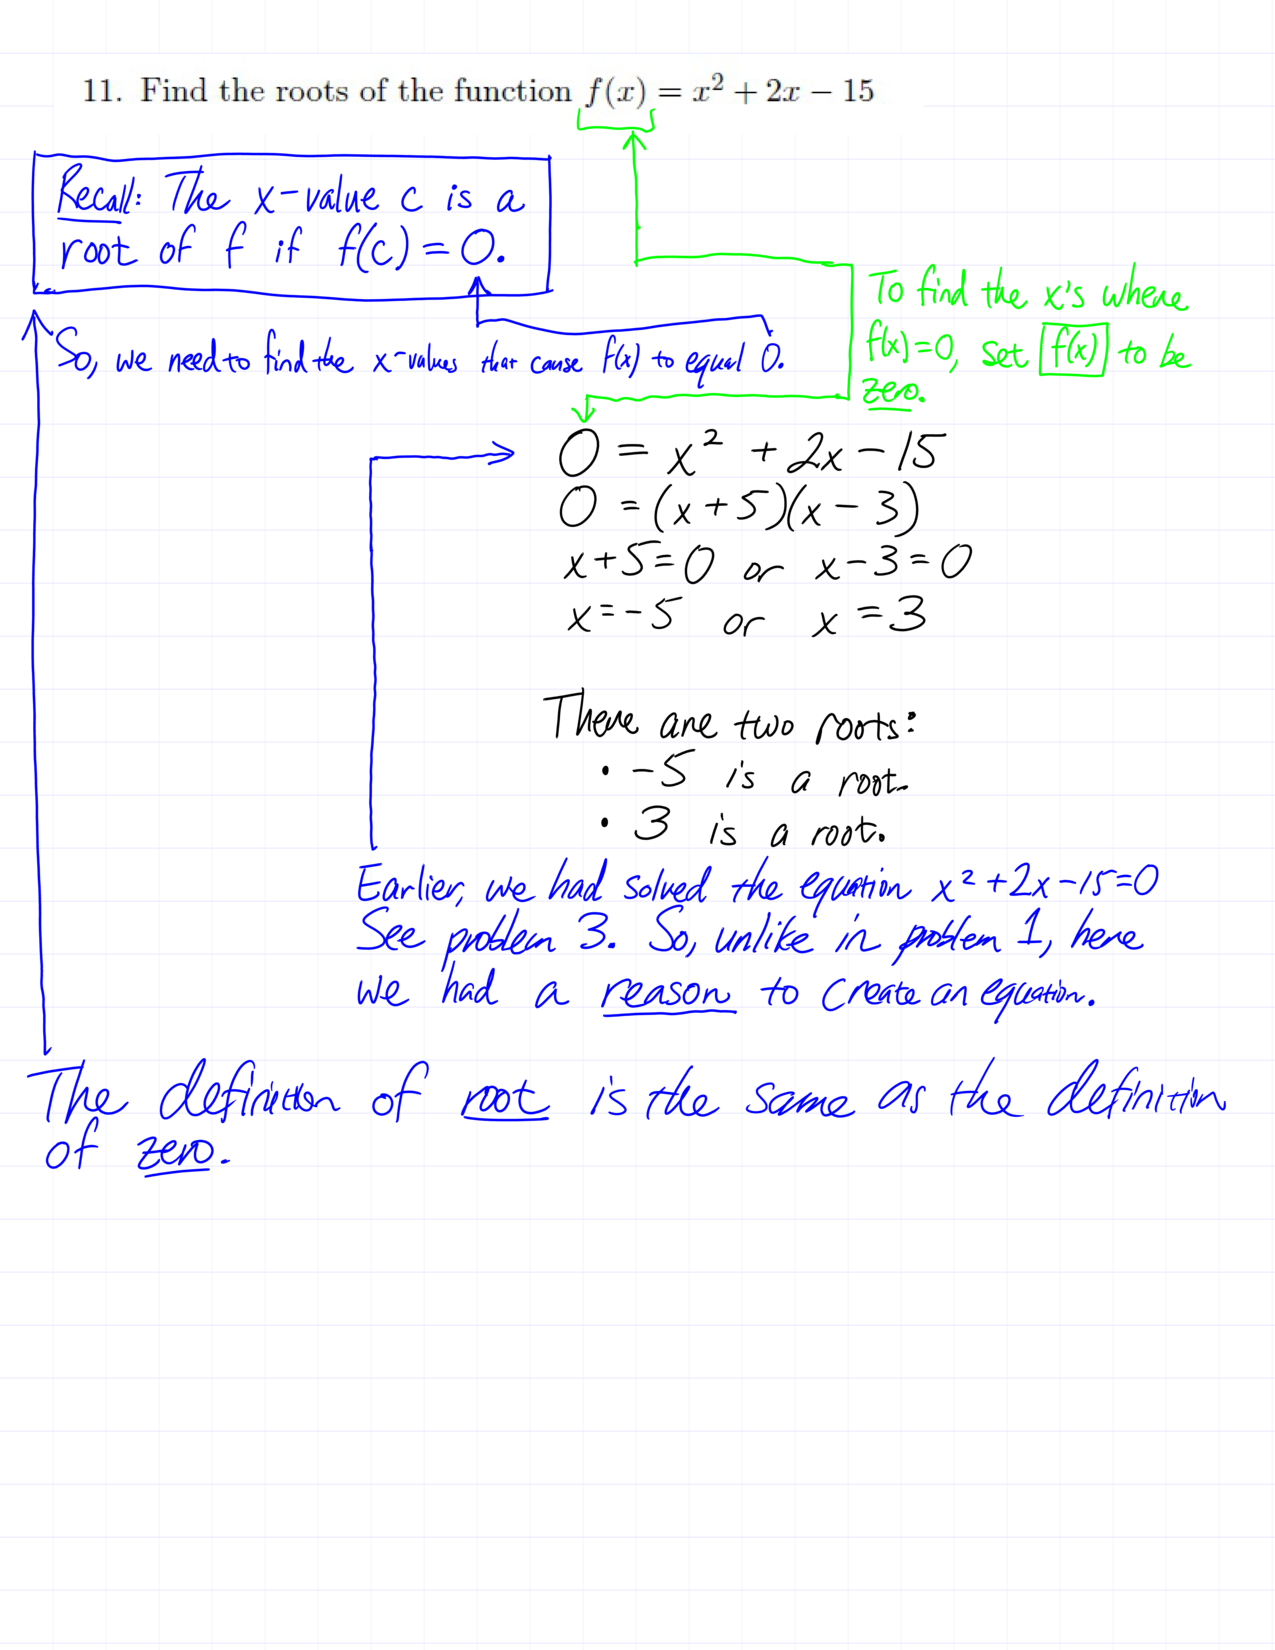 11. Find the roots of the function f(x) = x² + 2x − 15
Recall: The x-value c is a
root of f if f(c) = 0.
To find the x's where
f(x)=0, set f(x) to be
zero.
So, we need to find the x-values that cause f(x) to equal 0.
0 = x² + 2x − 15
0 = (x+5)(x−3)
x+5=0 or x−3=0
x=−5 or x=3
There are two roots:
• −5 is a root.
• 3 is a root.
Earlier, we had solved the equation x²+2x−15=0
See problem 3. So, unlike in problem 1, here
we had a reason to create an equation.
The definition of root is the same as the definition
of zero.